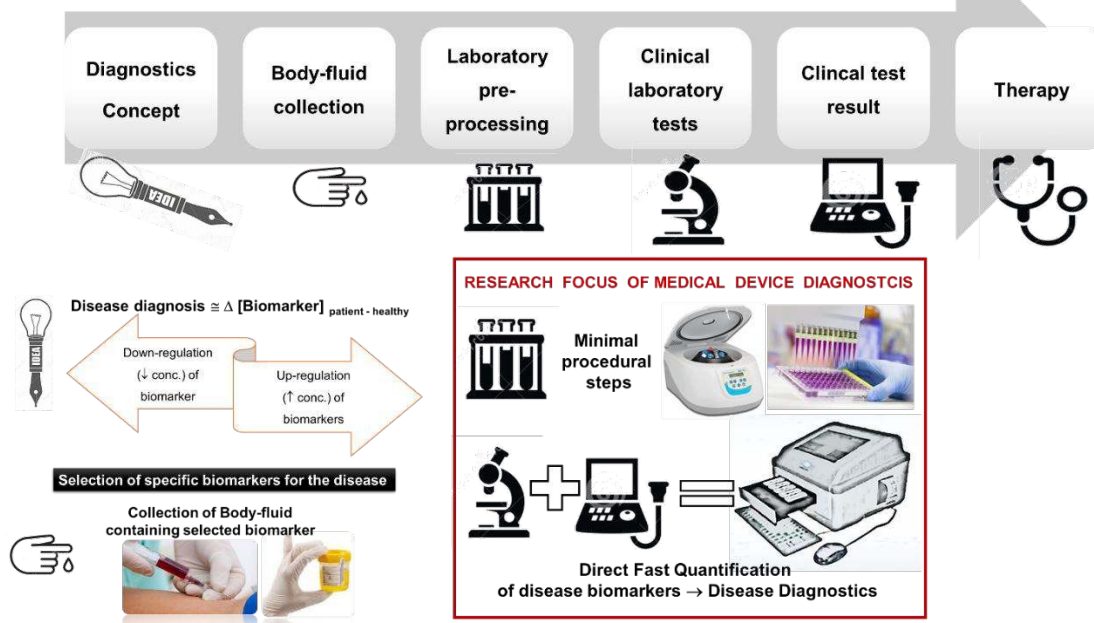 Diagnostics
Concept
Body-fluid
collection
Laboratory
pre-
processing
Clinical
laboratory
tests
Clincal test
result
Therapy
IDEA
IDEA
Disease diagnosis ≅ Δ [Biomarker] patient - healthy
Down-regulation
(↓ conc.) of
biomarker
Up-regulation
(↑ conc.) of
biomarkers
Selection of specific biomarkers for the disease
Collection of Body-fluid
containing selected biomarker
RESEARCH FOCUS OF MEDICAL DEVICE DIAGNOSTCIS
Minimal
procedural
steps
Direct Fast Quantification
of disease biomarkers → Disease Diagnostics